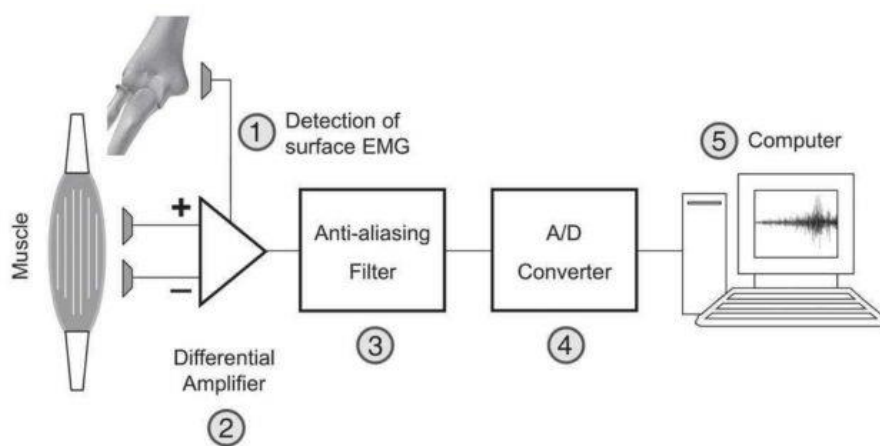 1 Detection of
surface EMG
5 Computer
Muscle
+
−
Anti-aliasing
Filter
A/D
Converter
3
4
Differential
Amplifier
2